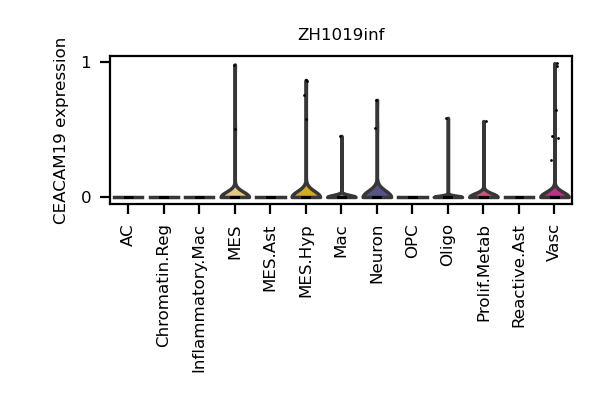 ZH1019inf
CEACAM19 expression
1
0
AC
Chromatin.Reg
Inflammatory.Mac
MES
MES.Ast
MES.Hyp
Mac
Neuron
OPC
Oligo
Prolif.Metab
Reactive.Ast
Vasc